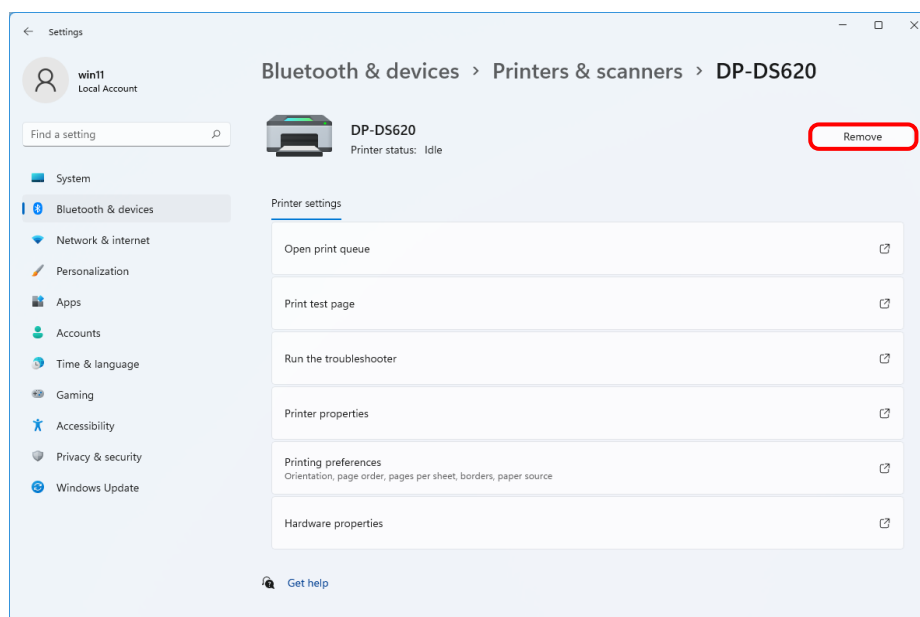 Settings
win11
Local Account
Find a setting
System
Bluetooth & devices
Network & internet
Personalization
Apps
Accounts
Time & language
Gaming
Accessibility
Privacy & security
Windows Update
Bluetooth & devices > Printers & scanners > DP-DS620
DP-DS620
Printer status: Idle
Remove
Printer settings
Open print queue
Print test page
Run the troubleshooter
Printer properties
Printing preferences
Orientation, page order, pages per sheet, borders, paper source
Hardware properties
Get help